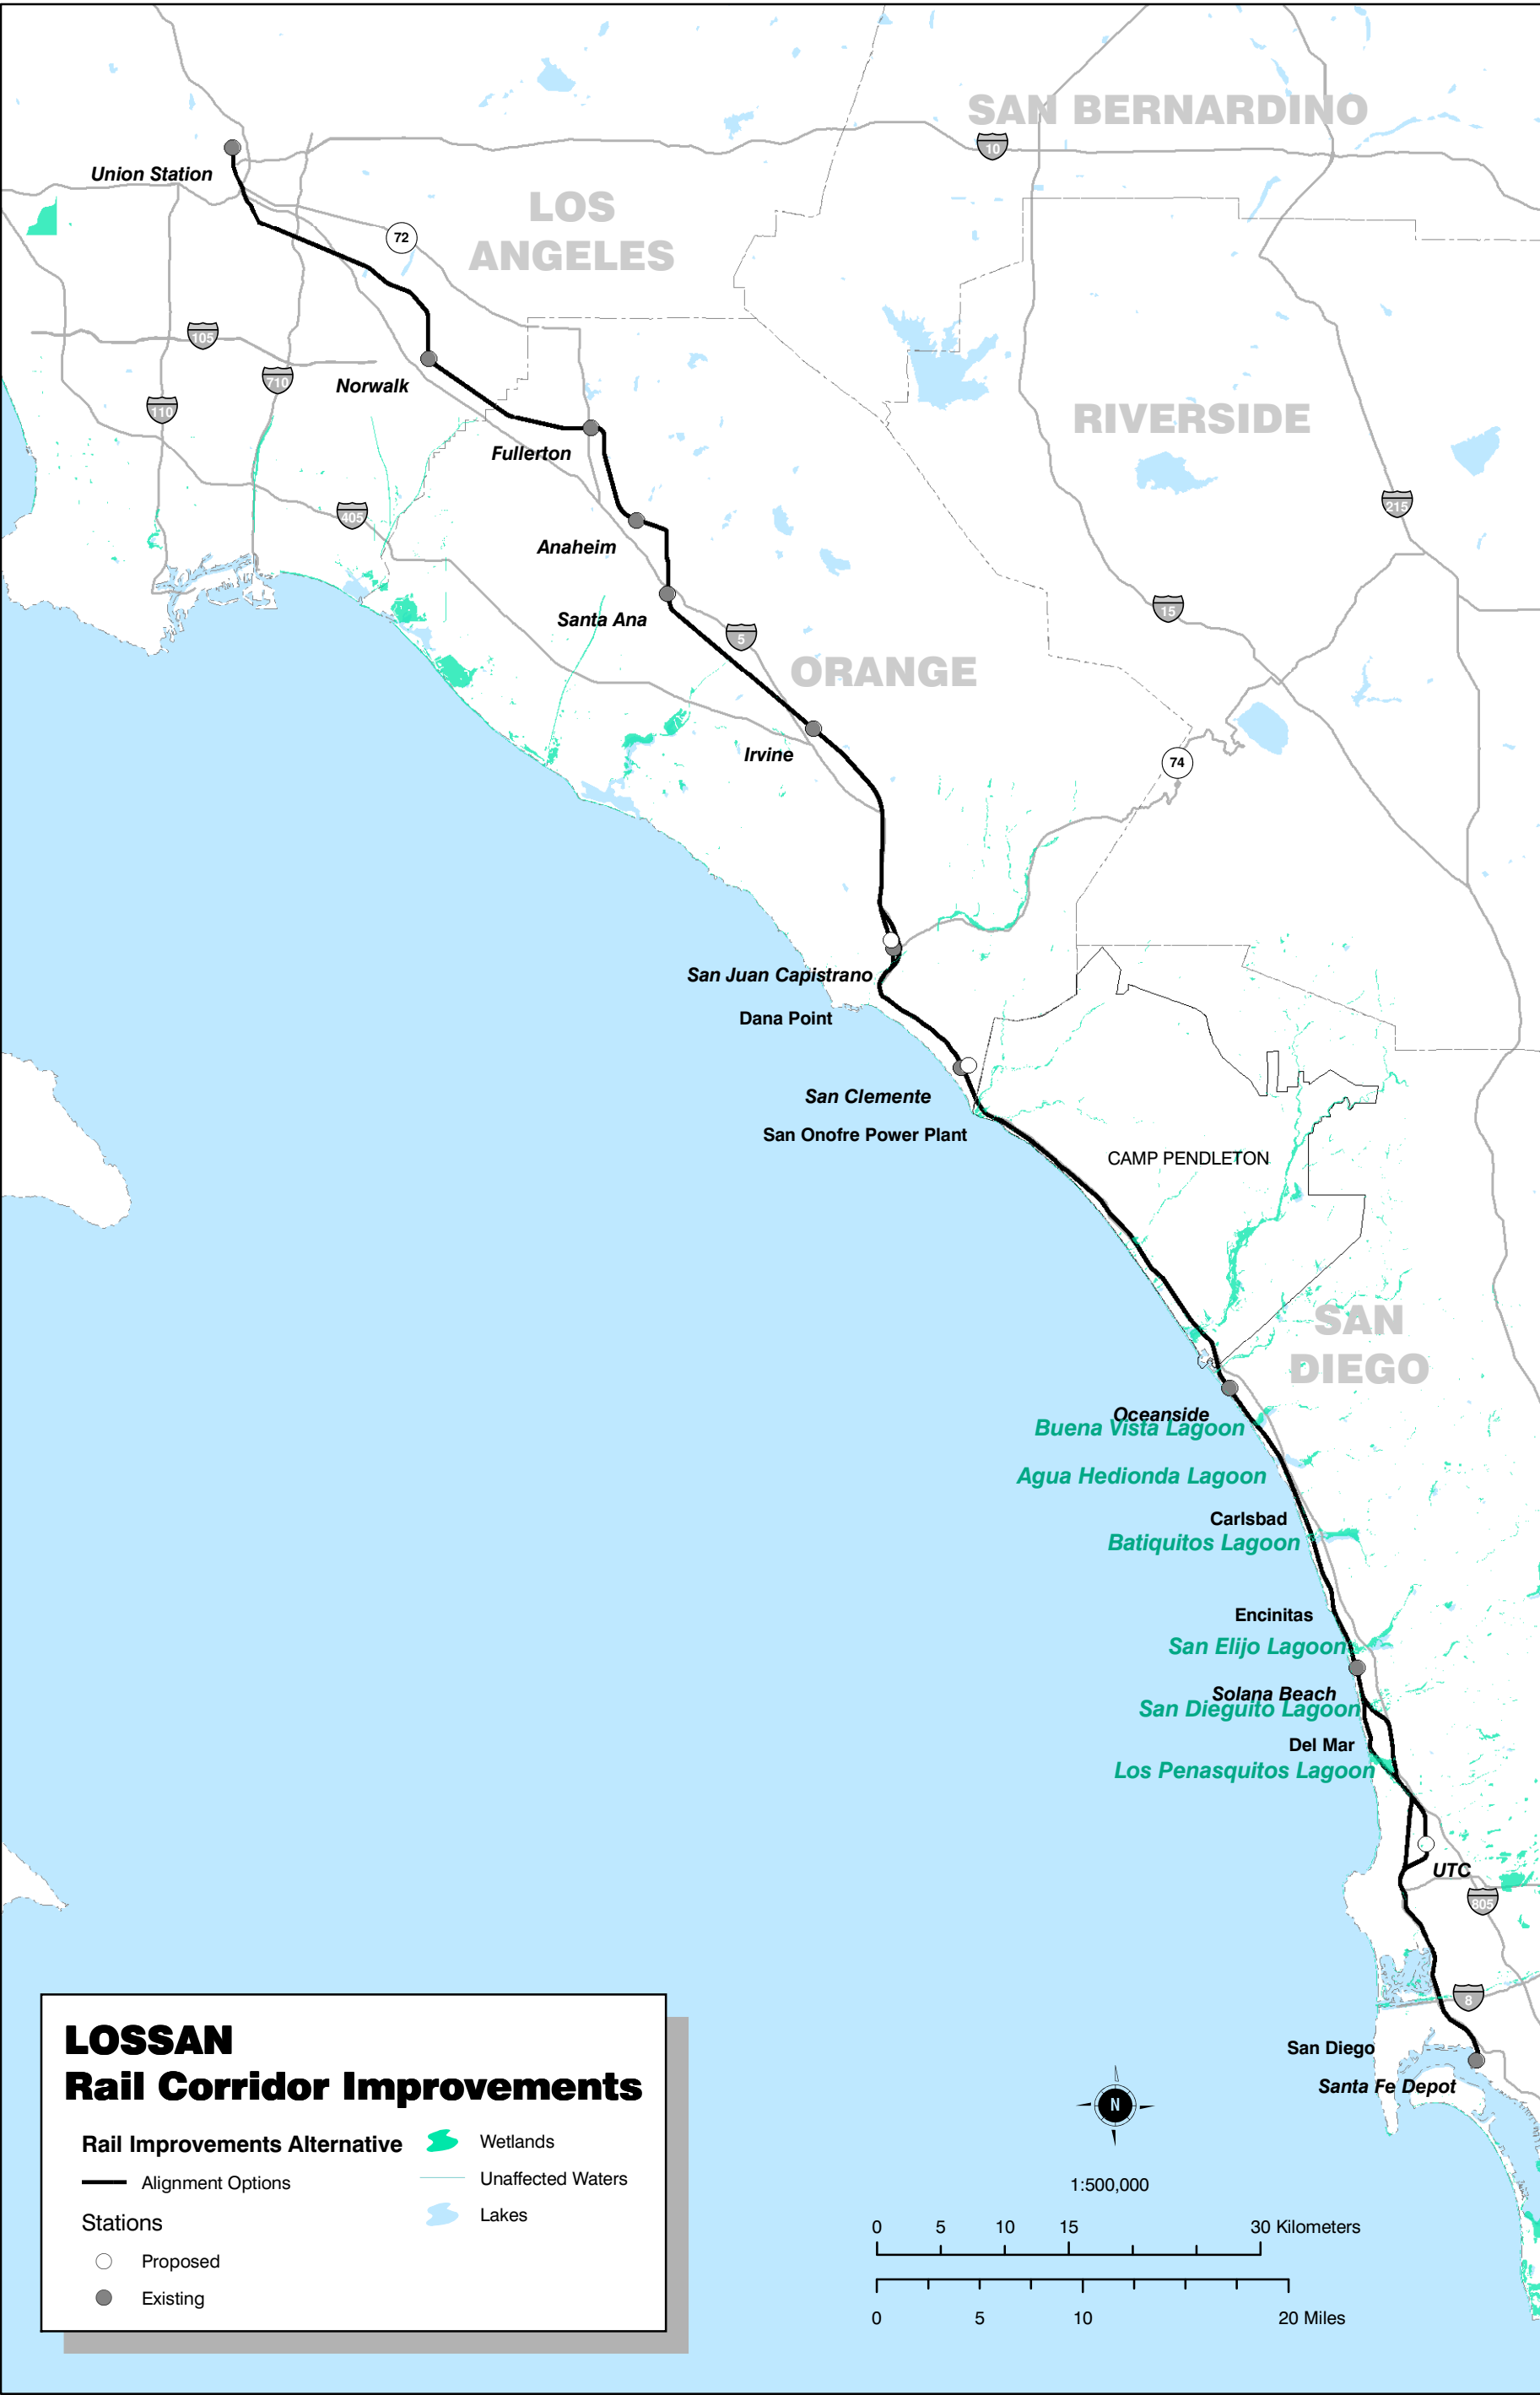 SAN BERNARDINO
10
Union Station
LOS
ANGELES
72
105
710
110
Norwalk
RIVERSIDE
Fullerton
405
215
Anaheim
Santa Ana
15
5
ORANGE
Irvine
74
San Juan Capistrano
Dana Point
San Clemente
San Onofre Power Plant
CAMP PENDLETON
SAN
DIEGO
Oceanside
Buena Vista Lagoon
Agua Hedionda Lagoon
Carlsbad
Batiquitos Lagoon
Encinitas
San Elijo Lagoon
Solana Beach
San Dieguito Lagoon
Del Mar
Los Penasquitos Lagoon
UTC
805
8
San Diego
Santa Fe Depot
LOSSAN
Rail Corridor Improvements
Rail Improvements Alternative
Alignment Options
Stations
Proposed
Existing
Wetlands
Unaffected Waters
Lakes
N
1:500,000
0 5 10 15 30 Kilometers
0 5 10 20 Miles